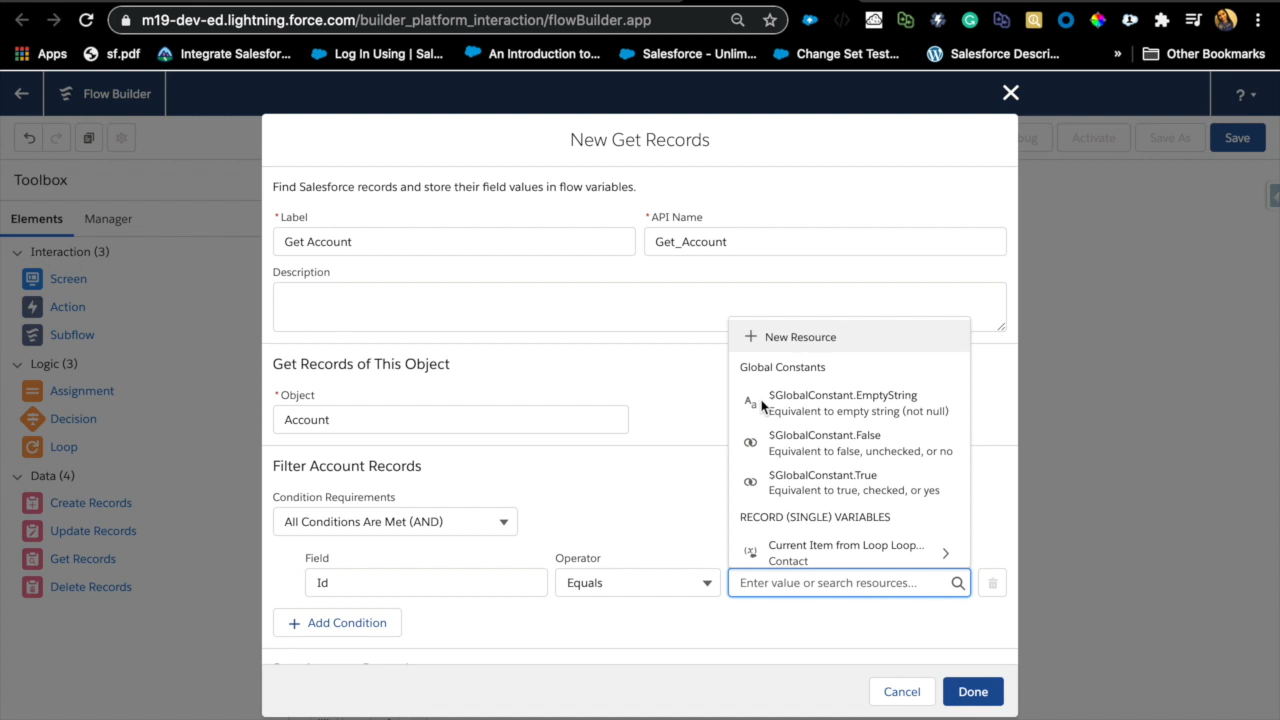 m19-dev-ed.lightning.force.com/builder_platform_interaction/flowBuilder.app
Apps
sf.pdf
Integrate Salesfor...
Log In Using | Sal...
An Introduction to...
Salesforce – Unlim...
Change Set Test...
Salesforce Descri...
»
Other Bookmarks
Flow Builder
?
New Get Records
Activate
Save As
Save
Toolbox
Find Salesforce records and store their field values in flow variables.
Elements
Manager
* Label
* API Name
Get Account
Get_Account
Interaction (3)
Description
Screen
Action
Subflow
New Resource
Logic (3)
Get Records of This Object
Global Constants
Assignment
* Object
$GlobalConstant.EmptyString
Equivalent to empty string (not null)
Decision
Account
$GlobalConstant.False
Equivalent to false, unchecked, or no
Loop
Data (4)
Filter Account Records
$GlobalConstant.True
Equivalent to true, checked, or yes
Create Records
Condition Requirements
RECORD (SINGLE) VARIABLES
Update Records
All Conditions Are Met (AND)
Current Item from Loop Loop...
Contact
Get Records
Field
Operator
Delete Records
Id
Equals
Enter value or search resources...
Add Condition
Cancel
Done